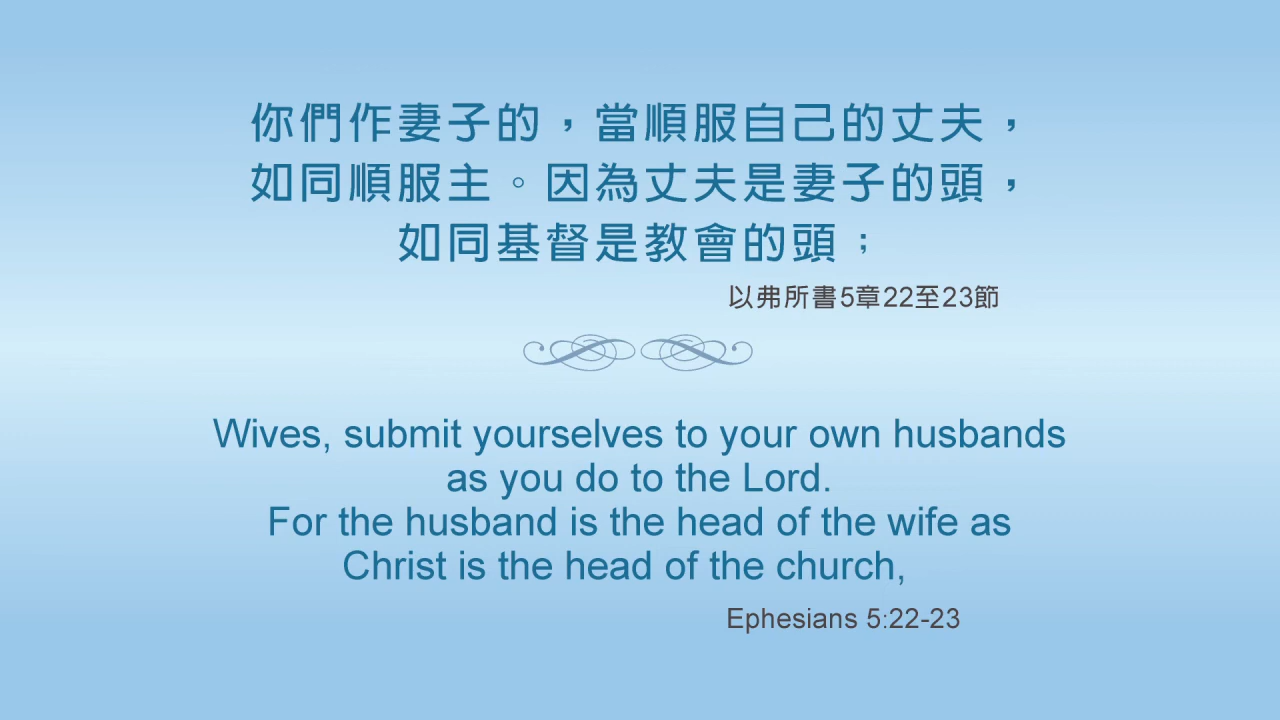 你們作妻子的，當順服自己的丈夫，
如同順服主。因為丈夫是妻子的頭，
如同基督是教會的頭；
以弗所書5章22至23節
Wives, submit yourselves to your own husbands
as you do to the Lord.
For the husband is the head of the wife as
Christ is the head of the church,
Ephesians 5:22-23